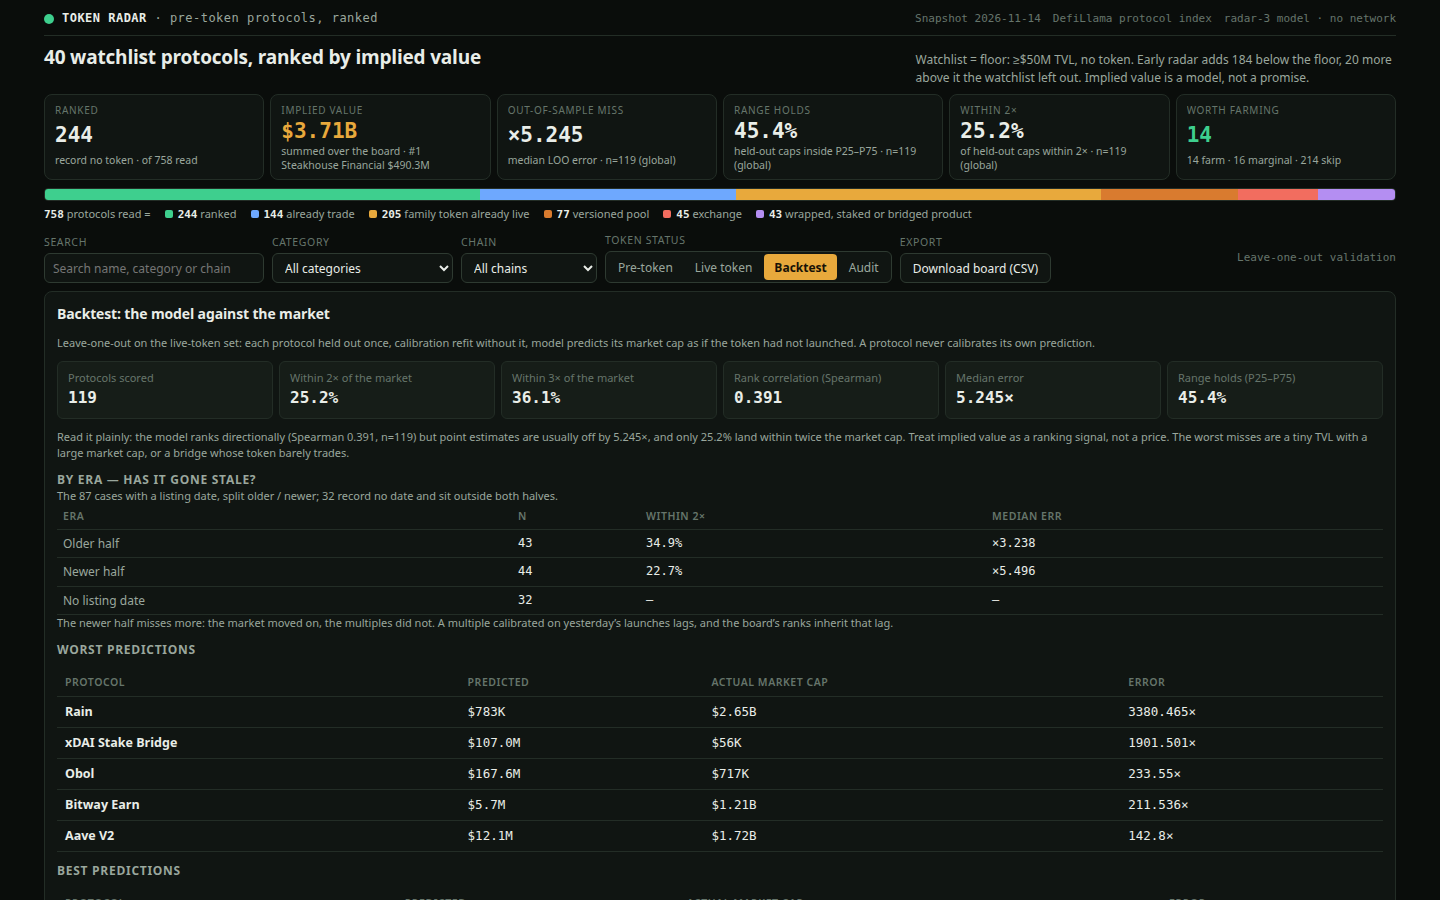 TOKEN RADAR · pre-token protocols, ranked
Snapshot 2026-11-14 DefiLlama protocol index radar-3 model · no network
40 watchlist protocols, ranked by implied value
Watchlist = floor: ≥$50M TVL, no token. Early radar adds 184 below the floor, 20 more
above it the watchlist left out. Implied value is a model, not a promise.
RANKED
244
record no token · of 758 read
IMPLIED VALUE
$3.71B
summed over the board · #1
Steakhouse Financial $490.3M
OUT-OF-SAMPLE MISS
×5.245
median LOO error · n=119 (global)
RANGE HOLDS
45.4%
held-out caps inside P25–P75 · n=119
(global)
WITHIN 2×
25.2%
of held-out caps within 2× · n=119
(global)
WORTH FARMING
14
14 farm · 16 marginal · 214 skip
758 protocols read = 244 ranked 144 already trade 205 family token already live 77 versioned pool 45 exchange 43 wrapped, staked or bridged product
SEARCH
Search name, category or chain
CATEGORY
All categories
CHAIN
All chains
TOKEN STATUS
Pre-token Live token Backtest Audit
EXPORT
Download board (CSV)
Leave-one-out validation
Backtest: the model against the market
Leave-one-out on the live-token set: each protocol held out once, calibration refit without it, model predicts its market cap as if the token had not launched. A protocol never calibrates its own prediction.
Protocols scored
119
Within 2× of the market
25.2%
Within 3× of the market
36.1%
Rank correlation (Spearman)
0.391
Median error
5.245×
Range holds (P25–P75)
45.4%
Read it plainly: the model ranks directionally (Spearman 0.391, n=119) but point estimates are usually off by 5.245×, and only 25.2% land within twice the market cap. Treat implied value as a ranking signal, not a price. The worst misses are a tiny TVL with a
large market cap, or a bridge whose token barely trades.
BY ERA — HAS IT GONE STALE?
The 87 cases with a listing date, split older / newer; 32 record no date and sit outside both halves.
ERA N WITHIN 2× MEDIAN ERR
Older half 43 34.9% ×3.238
Newer half 44 22.7% ×5.496
No listing date 32 — —
The newer half misses more: the market moved on, the multiples did not. A multiple calibrated on yesterday's launches lags, and the board's ranks inherit that lag.
WORST PREDICTIONS
PROTOCOL PREDICTED ACTUAL MARKET CAP ERROR
Rain $783K $2.65B 3380.465×
xDAI Stake Bridge $107.0M $56K 1901.501×
Obol $167.6M $717K 233.55×
Bitway Earn $5.7M $1.21B 211.536×
Aave V2 $12.1M $1.72B 142.8×
BEST PREDICTIONS